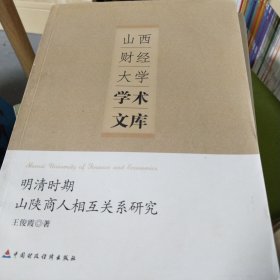 山西
财经
大学
学术
文库
Shanxi University of Finance and Economics
明清时期
山陕商人相互关系研究
王俊霞◎著
中国财政经济出版社